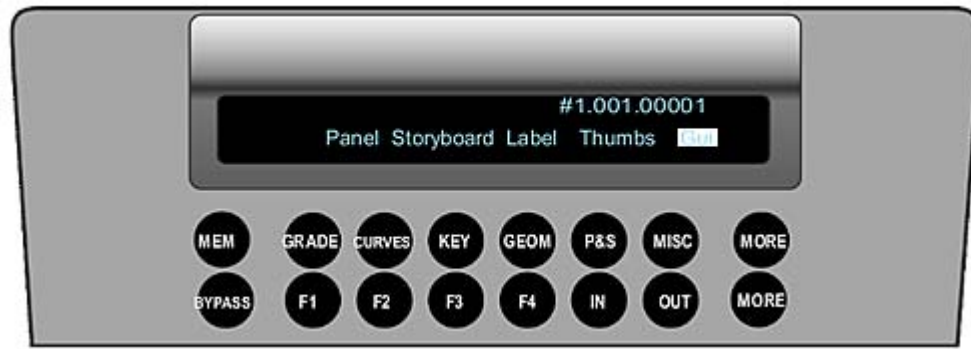 #1.001.00001
Panel Storyboard Label Thumbs Gui
MEM GRADE CURVES KEY GEOM P&S MISC MORE
BYPASS F1 F2 F3 F4 IN OUT MORE